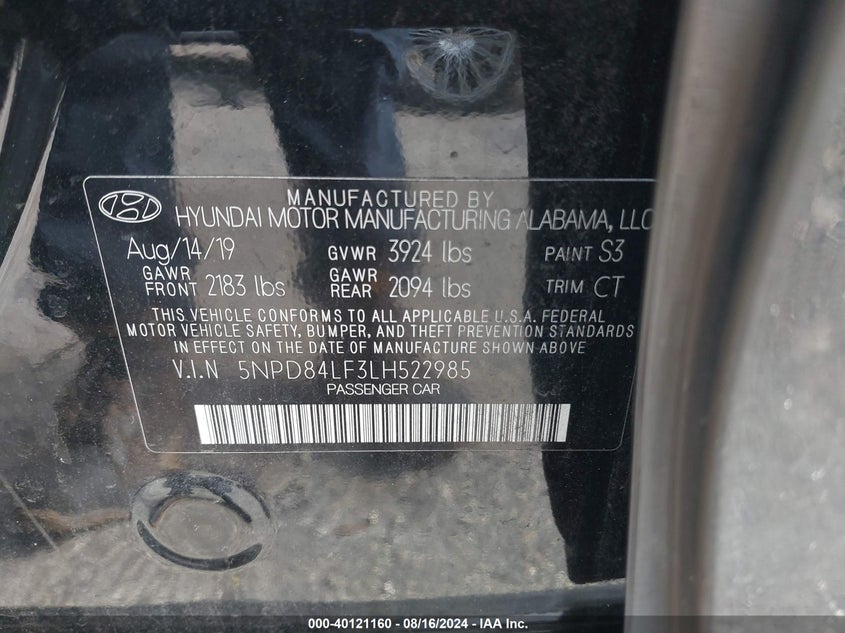 MANUFACTURED BY
HYUNDAI MOTOR MANUFACTURING ALABAMA, LLC
Aug/14/19 GVWR 3924 lbs PAINT S3
GAWR FRONT 2183 lbs GAWR REAR 2094 lbs TRIM CT
THIS VEHICLE CONFORMS TO ALL APPLICABLE U.S.A. FEDERAL
MOTOR VEHICLE SAFETY, BUMPER, AND THEFT PREVENTION STANDARDS
IN EFFECT ON THE DATE OF MANUFACTURE SHOWN ABOVE
V.I.N 5NPD84LF3LH522985
PASSENGER CAR
000-40121160 - 08/16/2024 - IAA Inc.